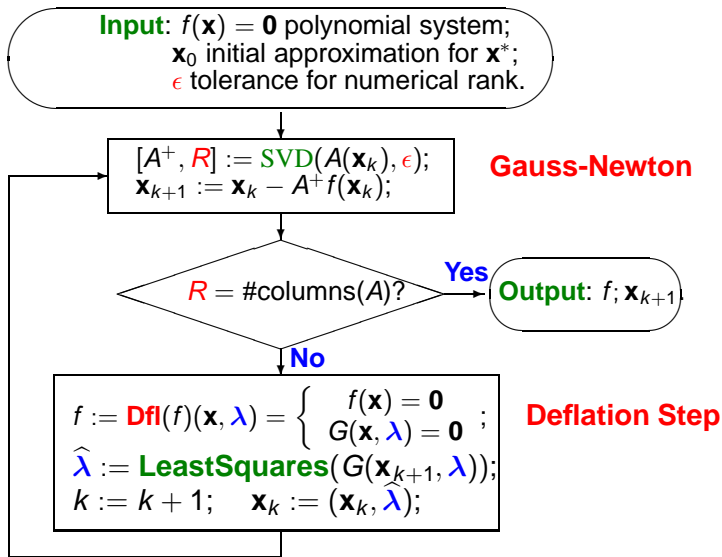 Input: f(x) = 0 polynomial system;
x₀ initial approximation for x*;
ϵ tolerance for numerical rank.
[A⁺, R] := SVD(A(xₖ), ϵ);
xₖ₊₁ := xₖ − A⁺f(xₖ);
Gauss-Newton
R = #columns(A)?
Yes
Output: f; xₖ₊₁.
No
f := Dfl(f)(x, λ) = { f(x) = 0
G(x, λ) = 0 ;
Deflation Step
λ̂ := LeastSquares(G(xₖ₊₁, λ));
k := k + 1; xₖ := (xₖ, λ̂);